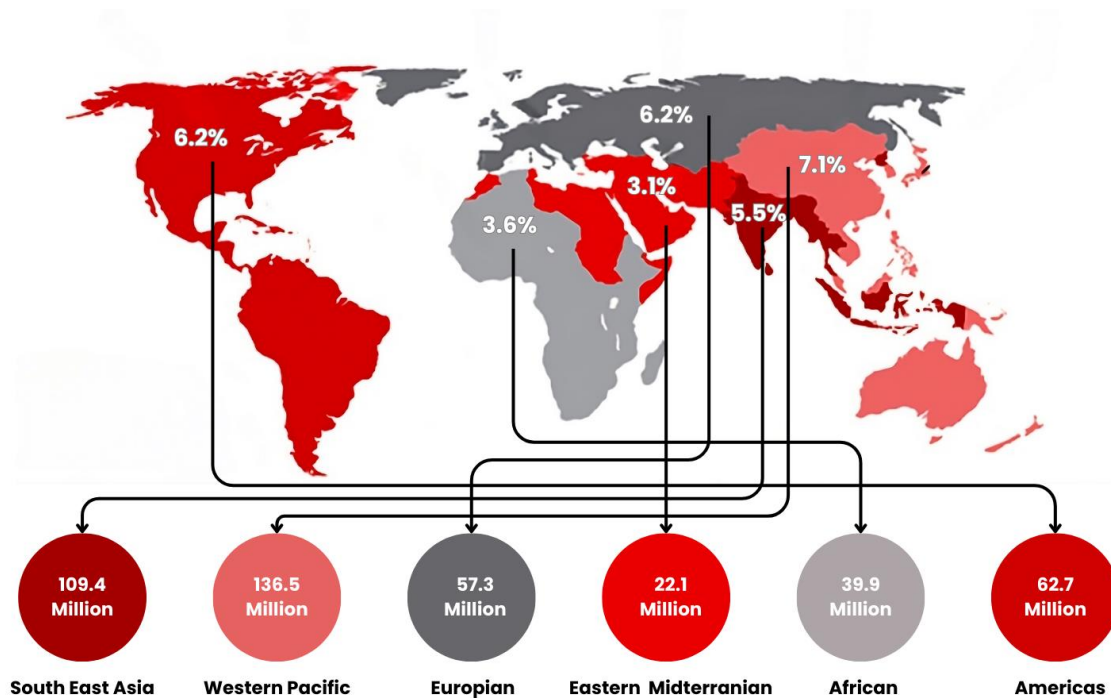 6.2%
6.2%
7.1%
3.1%
5.5%
3.6%
109.4
Million
136.5
Million
57.3
Million
22.1
Million
39.9
Million
62.7
Million
South East Asia
Western Pacific
Europian
Eastern Midterranian
African
Americas